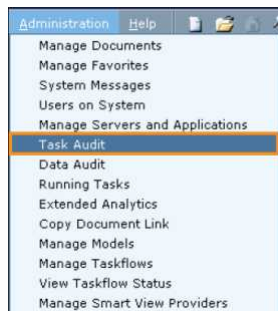 Administration Help
Manage Documents
Manage Favorites
System Messages
Users on System
Manage Servers and Applications
Task Audit
Data Audit
Running Tasks
Extended Analytics
Copy Document Link
Manage Models
Manage Taskflows
View Taskflow Status
Manage Smart View Providers